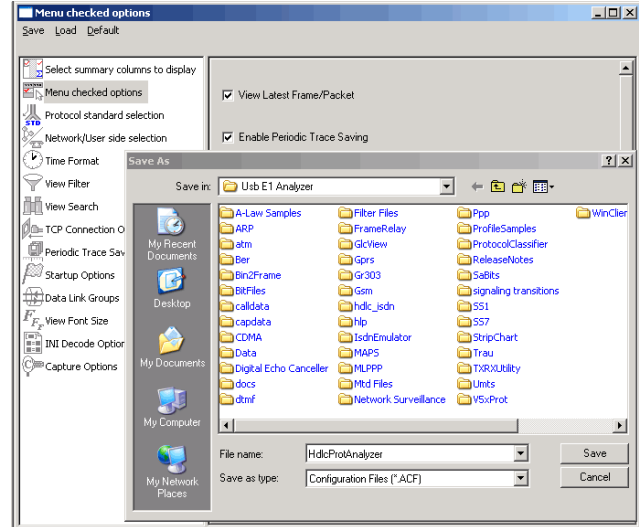 Menu checked options
Save Load Default
Select summary columns to display
Menu checked options
View Latest Frame/Packet
STD
Protocol standard selection
Network/User side selection
Enable Periodic Trace Saving
Time Format
View Filter
View Search
TCP Connection O
Periodic Trace Sav
Startup Options
Data Link Groups
View Font Size
INI Decode Option
Capture Options
Save As
Save in: Usb E1 Analyzer
My Recent Documents
Desktop
My Documents
My Computer
My Network Places
A-Law Samples
ARP
atm
Ber
Bin2Frame
BitFiles
calldata
capdata
CDMA
Data
Digital Echo Canceller
docs
dtmf
Filter Files
FrameRelay
GlcView
Gprs
Gr303
Gsm
hdlc_isdn
hlp
IsdnEmulator
MAPS
MLPPP
Mtd Files
Network Surveillance
Ppp
ProfileSamples
ProtocolClassifier
ReleaseNotes
SaBits
signaling transitions
SS1
SS7
StripChart
Trau
TXRXUtility
Umts
V5xProt
WinClier
File name: HdlcProtAnalyzer Save
Save as type: Configuration Files (*.ACF) Cancel